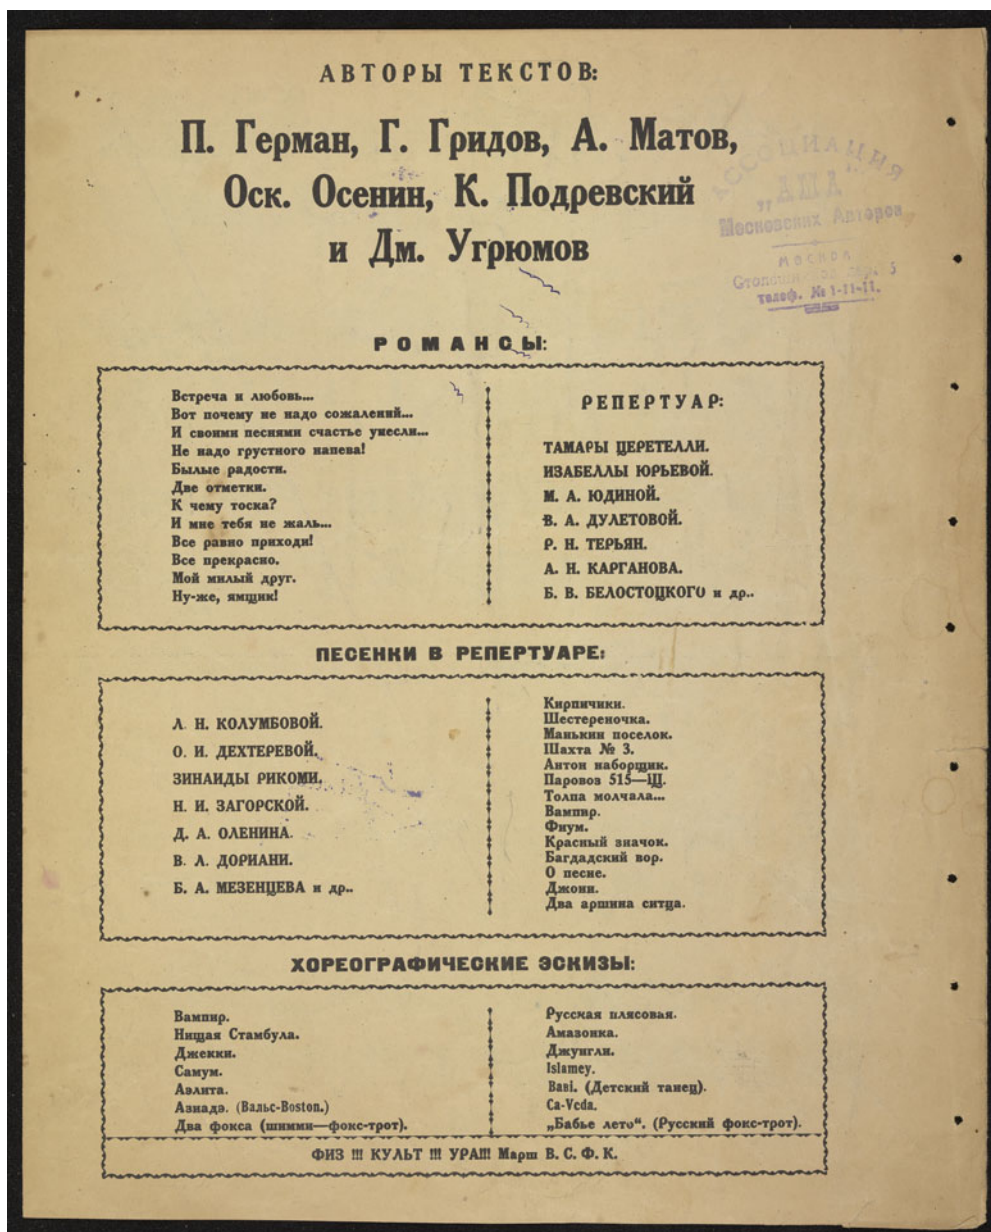 АВТОРЫ ТЕКСТОВ:
П. Герман, Г. Гридов, А. Матов,
Оск. Осенин, К. Подревский
и Дм. Угрюмов
АССОЦИАЦИЯ
"АМА"
Московских Авторов
МОСКВА
телеф. № 1-11-11.
РОМАНСЫ:
Встреча и любовь...
Вот почему не надо сожалений...
И своими песнями счастье унесли...
Не надо грустного напева!
Былые радости.
Две отметки.
К чему тоска?
И мне тебя не жаль...
Все равно приходи!
Все прекрасно.
Мой милый друг.
Ну-же, ямщик!
РЕПЕРТУАР:
ТАМАРЫ ЦЕРЕТЕЛЛИ.
ИЗАБЕЛЛЫ ЮРЬЕВОЙ.
М. А. ЮДИНОЙ.
В. А. ДУЛЕТОВОЙ.
Р. Н. ТЕРЬЯН.
А. Н. КАРГАНОВА.
Б. В. БЕЛОСТОЦКОГО и др..
ПЕСЕНКИ В РЕПЕРТУАРЕ:
Л. Н. КОЛУМБОВОЙ.
О. И. ДЕХТЕРЕВОЙ.
ЗИНАИДЫ РИКОМИ.
Н. И. ЗАГОРСКОЙ.
Д. А. ОЛЕНИНА.
В. Л. ДОРИАНИ.
Б. А. МЕЗЕНЦЕВА и др..
Кирпичики.
Шестереночка.
Манькин поселок.
Шахта № 3.
Антон наборщик.
Паровоз 515—Щ.
Толпа молчала...
Вампир.
Фиум.
Красный значок.
Багдадский вор.
О песне.
Джонни.
Два аршина ситца.
ХОРЕОГРАФИЧЕСКИЕ ЭСКИЗЫ:
Вампир.
Нищая Стамбула.
Джекки.
Самум.
Аэлита.
Азиадэ. (Вальс-Boston.)
Два фокса (шимми—фокс-трот).
Русская плясовая.
Амазонка.
Джунгли.
Islamey.
Bani. (Детский танец).
Ca-Veda.
„Бабье лето“. (Русский фокс-трот).
ФИЗ !!! КУЛЬТ !!! УРА!!! Марш В. С. Ф. К.